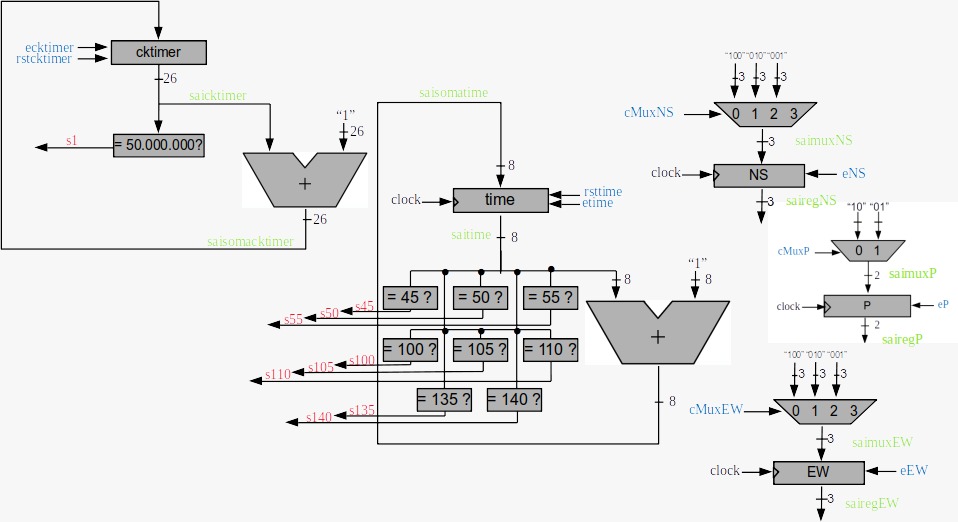 ecktimer
rstcktimer
cktimer
26
saicktimer
s1
= 50.000.000?
"1"
26
+
26
saisomacktimer
saisomatime
8
clock
time
rsttime
etime
saitime
8
= 45 ?
= 50 ?
= 55 ?
s45
s50
s55
8
"1"
8
+
8
= 100 ?
= 105 ?
= 110 ?
s100
s105
s110
= 135 ?
= 140 ?
s135
s140
"100" "010" "001"
3 3 3
cMuxNS
0 1 2 3
3
saimuxNS
clock
NS
eNS
3
sairegNS
"10" "01"
cMuxP
0 1
2
saimuxP
clock
P
eP
2
sairegP
"100" "010" "001"
3 3 3
cMuxEW
0 1 2 3
3
saimuxEW
clock
EW
eEW
3
sairegEW